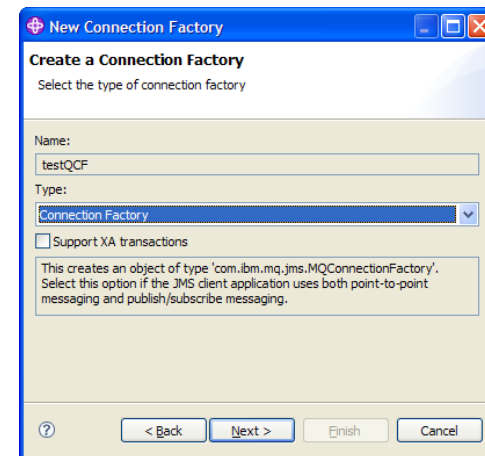 New Connection Factory
Create a Connection Factory
Select the type of connection factory
Name:
testQCF
Type:
Connection Factory
Support XA transactions
This creates an object of type 'com.ibm.mq.jms.MQConnectionFactory'.
Select this option if the JMS client application uses both point-to-point
messaging and publish/subscribe messaging.
? < Back Next > Finish Cancel